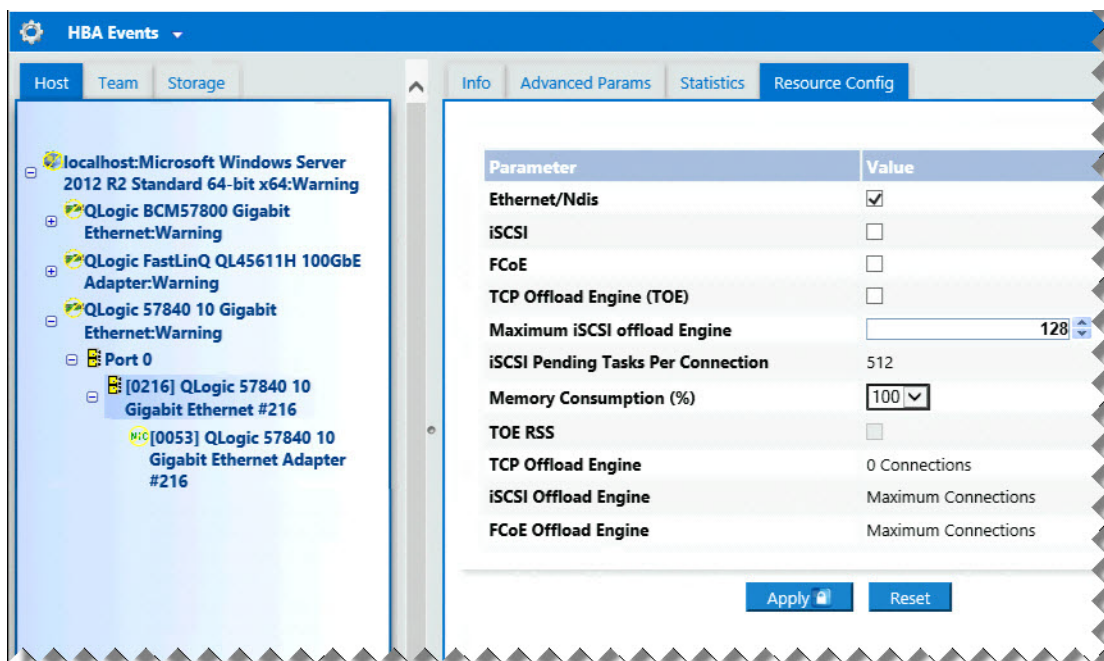 HBA Events
Host Team Storage
localhost:Microsoft Windows Server
2012 R2 Standard 64-bit x64:Warning
QLogic BCM57800 Gigabit
Ethernet:Warning
QLogic FastLinQ QL45611H 100GbE
Adapter:Warning
QLogic 57840 10 Gigabit
Ethernet:Warning
Port 0
[0216] QLogic 57840 10
Gigabit Ethernet #216
NIC [0053] QLogic 57840 10
Gigabit Ethernet Adapter
#216
Info Advanced Params Statistics Resource Config
Parameter Value
Ethernet/Ndis
iSCSI
FCoE
TCP Offload Engine (TOE)
Maximum iSCSI offload Engine 128
iSCSI Pending Tasks Per Connection 512
Memory Consumption (%) 100
TOE RSS
TCP Offload Engine 0 Connections
iSCSI Offload Engine Maximum Connections
FCoE Offload Engine Maximum Connections
Apply Reset